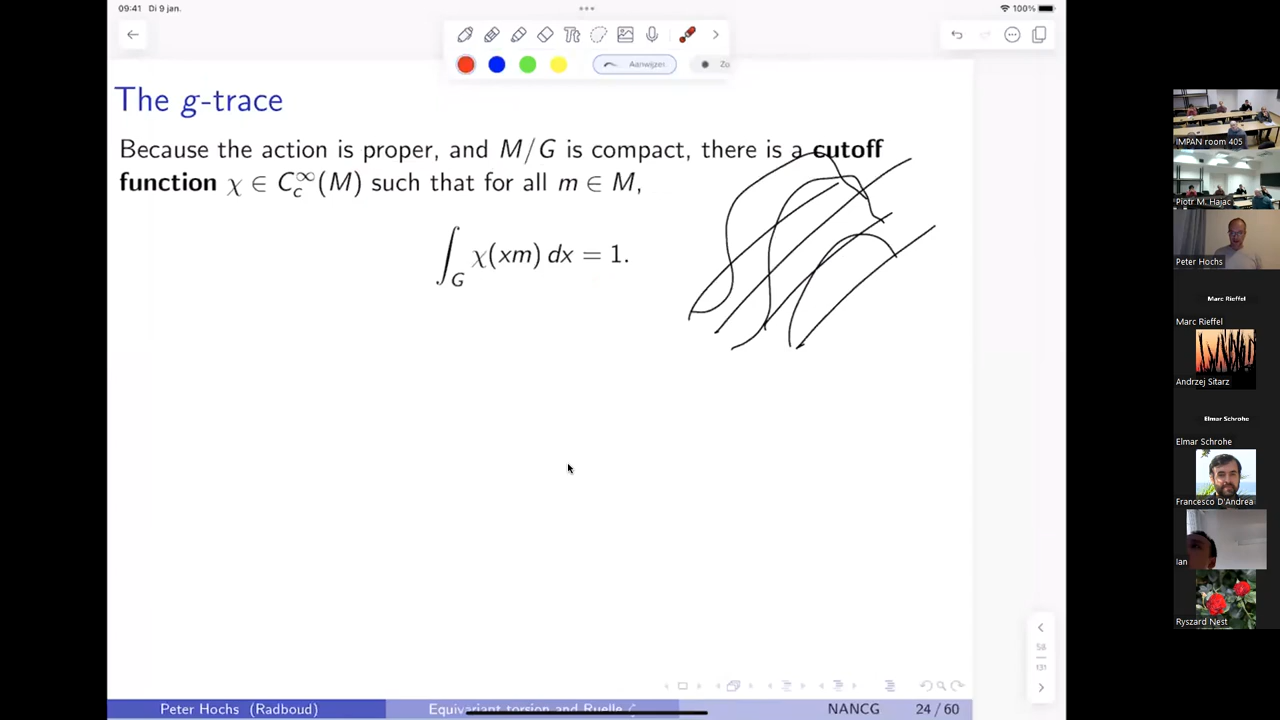 09:41 Di 9 jan.
100%
Aanwijzer
Zo
The g-trace
Because the action is proper, and M/G is compact, there is a cutoff
function χ ∈ C_c^∞(M) such that for all m ∈ M,
∫_G χ(xm) dx = 1.
58
131
Peter Hochs (Radboud)
Equivariant torsion and Ruelle ζ
NANCG
24 / 60
IMPAN room 405
Piotr M. Hajac
Peter Hochs
Marc Rieffel
Marc Rieffel
Andrzej Sitarz
Elmar Schrohe
Elmar Schrohe
Francesco D'Andrea
Ian
Ryszard Nest